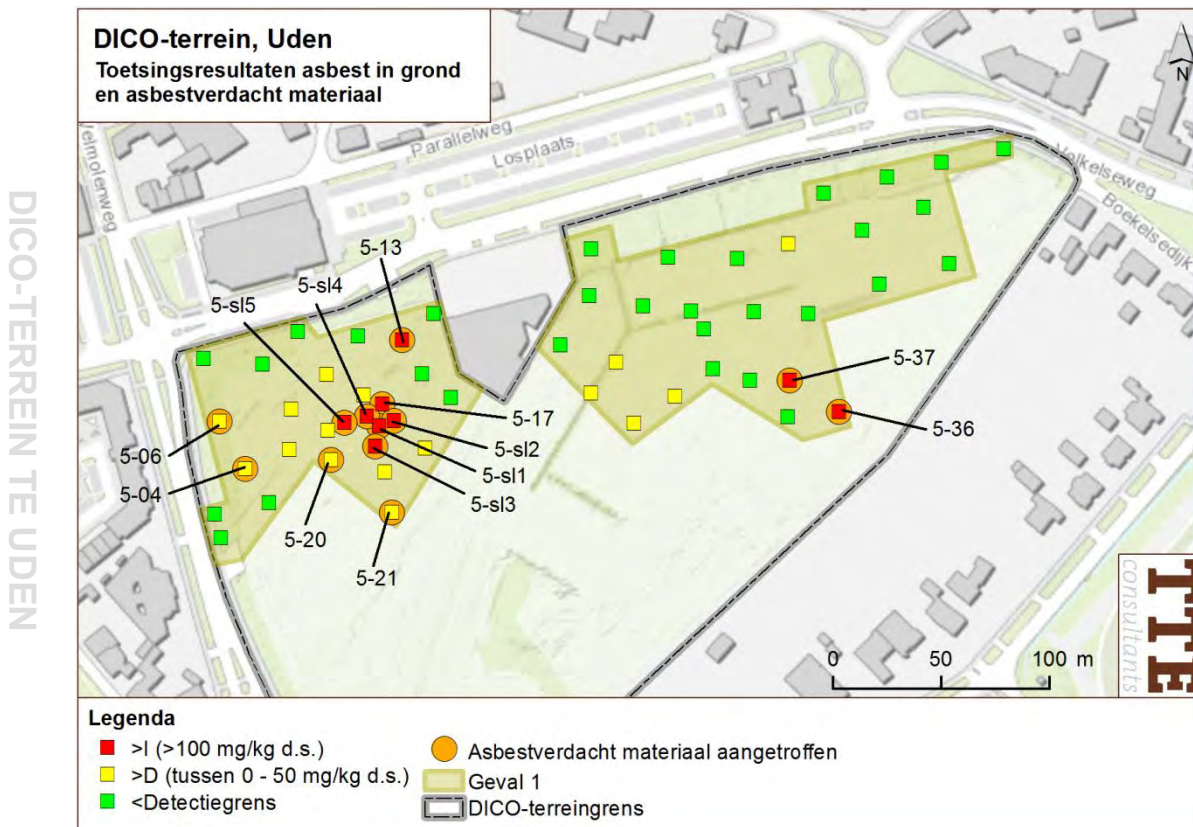 DICO-TERREIN TE UDEN
DICO-terrein, Uden
Toetsingsresultaten asbest in grond
en asbestverdacht materiaal
N
Parallelweg
Losplaats
Velmolenweg
Volkelseweg
Boekelsedijk
5-13
5-sl4
5-sl5
5-37
5-17
5-36
5-06
5-sl2
5-sl1
5-04
5-sl3
5-20
5-21
0 50 100 m
TTE
consultants
Legenda
>I (>100 mg/kg d.s.)
>D (tussen 0 - 50 mg/kg d.s.)
<Detectiegrens
Asbestverdacht materiaal aangetroffen
Geval 1
DICO-terreingrens